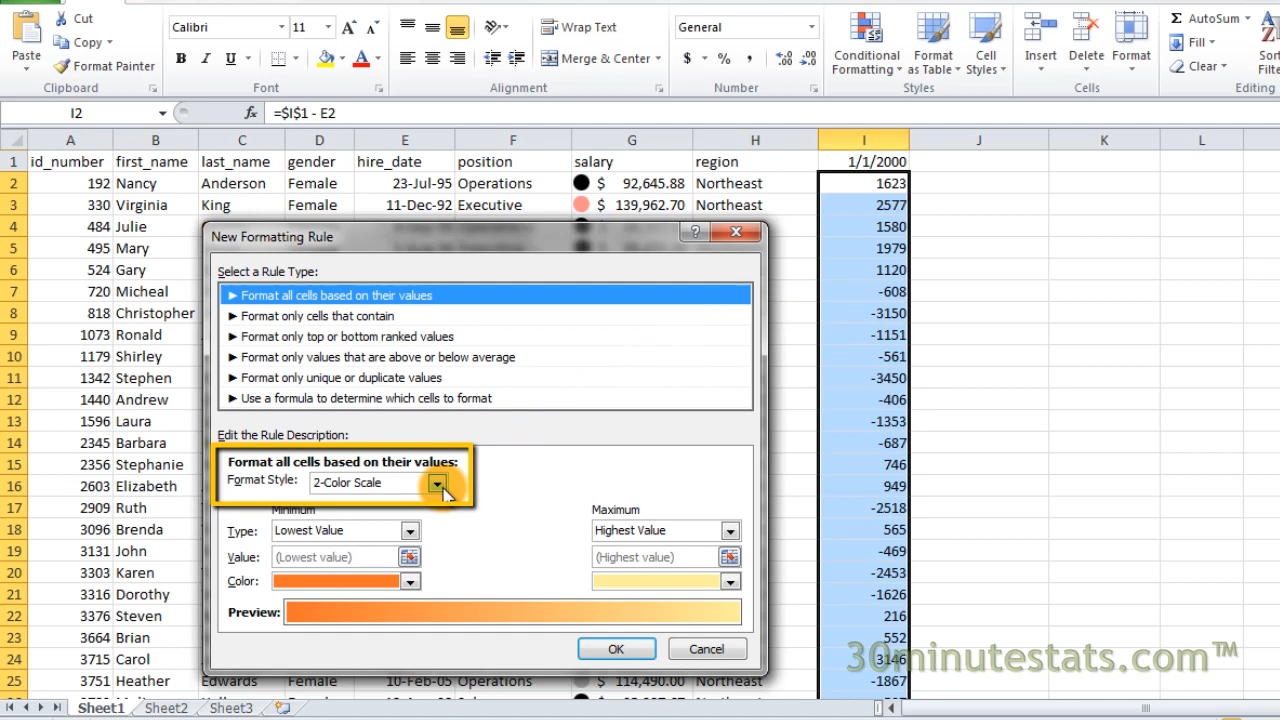 Cut Calibri 11 Wrap Text General AutoSum
Paste Copy Conditional Formatting Format as Table Cell Styles Insert Delete Format Fill
Format Painter B I U Merge & Center $ % , Clear
Clipboard Font Alignment Number Styles Cells Editing
I2 fx =$I$1 - E2
A B C D E F G H I J K L
1 id_number first_name last_name gender hire_date position salary region 1/1/2000
2 192 Nancy Anderson Female 23-Jul-95 Operations $ 92,645.88 Northeast 1623
3 330 Virginia King Female 11-Dec-92 Executive $ 139,962.70 Northeast 2577
4 484 Julie 1580
5 495 Mary 1979
6 524 Gary 1120
7 720 Micheal -608
8 818 Christopher -3150
9 1073 Ronald -1151
10 1179 Shirley -561
11 1342 Stephen -3450
12 1440 Andrew -406
13 1596 Laura -1353
14 2345 Barbara -687
15 2356 Stephanie 746
16 2603 Elizabeth 949
17 2909 Ruth -2518
18 3096 Brenda 565
19 3131 John -469
20 3303 Karen -2453
21 3316 Dorothy -1626
22 3376 Steven 216
23 3664 Brian 552
24 3715 Carol 3146
25 3786 Heather Edwards Female 10-Feb-05 Operations $ 114,490.00 Northeast -1867
New Formatting Rule
Select a Rule Type:
► Format all cells based on their values
► Format only cells that contain
► Format only top or bottom ranked values
► Format only values that are above or below average
► Format only unique or duplicate values
► Use a formula to determine which cells to format
Edit the Rule Description:
Format all cells based on their values:
Format Style: 2-Color Scale
Minimum Maximum
Type: Lowest Value Highest Value
Value: (Lowest value) (Highest value)
Color:
Preview:
OK Cancel
30minutestats.com™
Sheet1 Sheet2 Sheet3